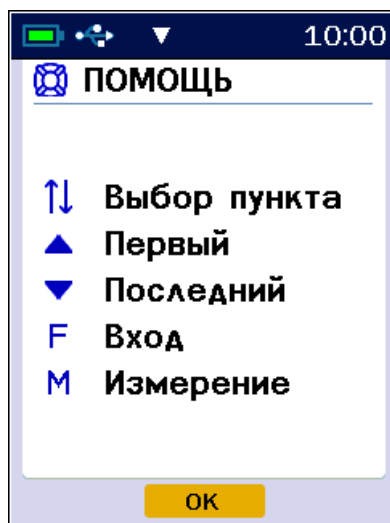 10:00
ПОМОЩЬ
↑↓ Выбор пункта
▲ Первый
▼ Последний
F Вход
M Измерение
OK